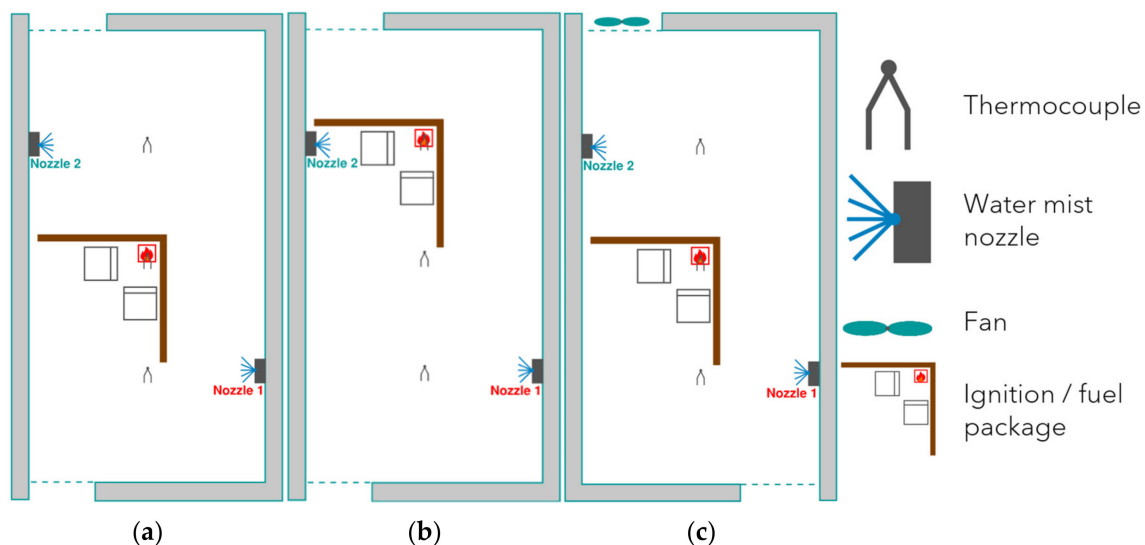 Nozzle 2
Nozzle 1
Nozzle 2
Nozzle 1
Nozzle 2
Nozzle 1
Thermocouple
Water mist
nozzle
Fan
Ignition / fuel
package
(a)
(b)
(c)